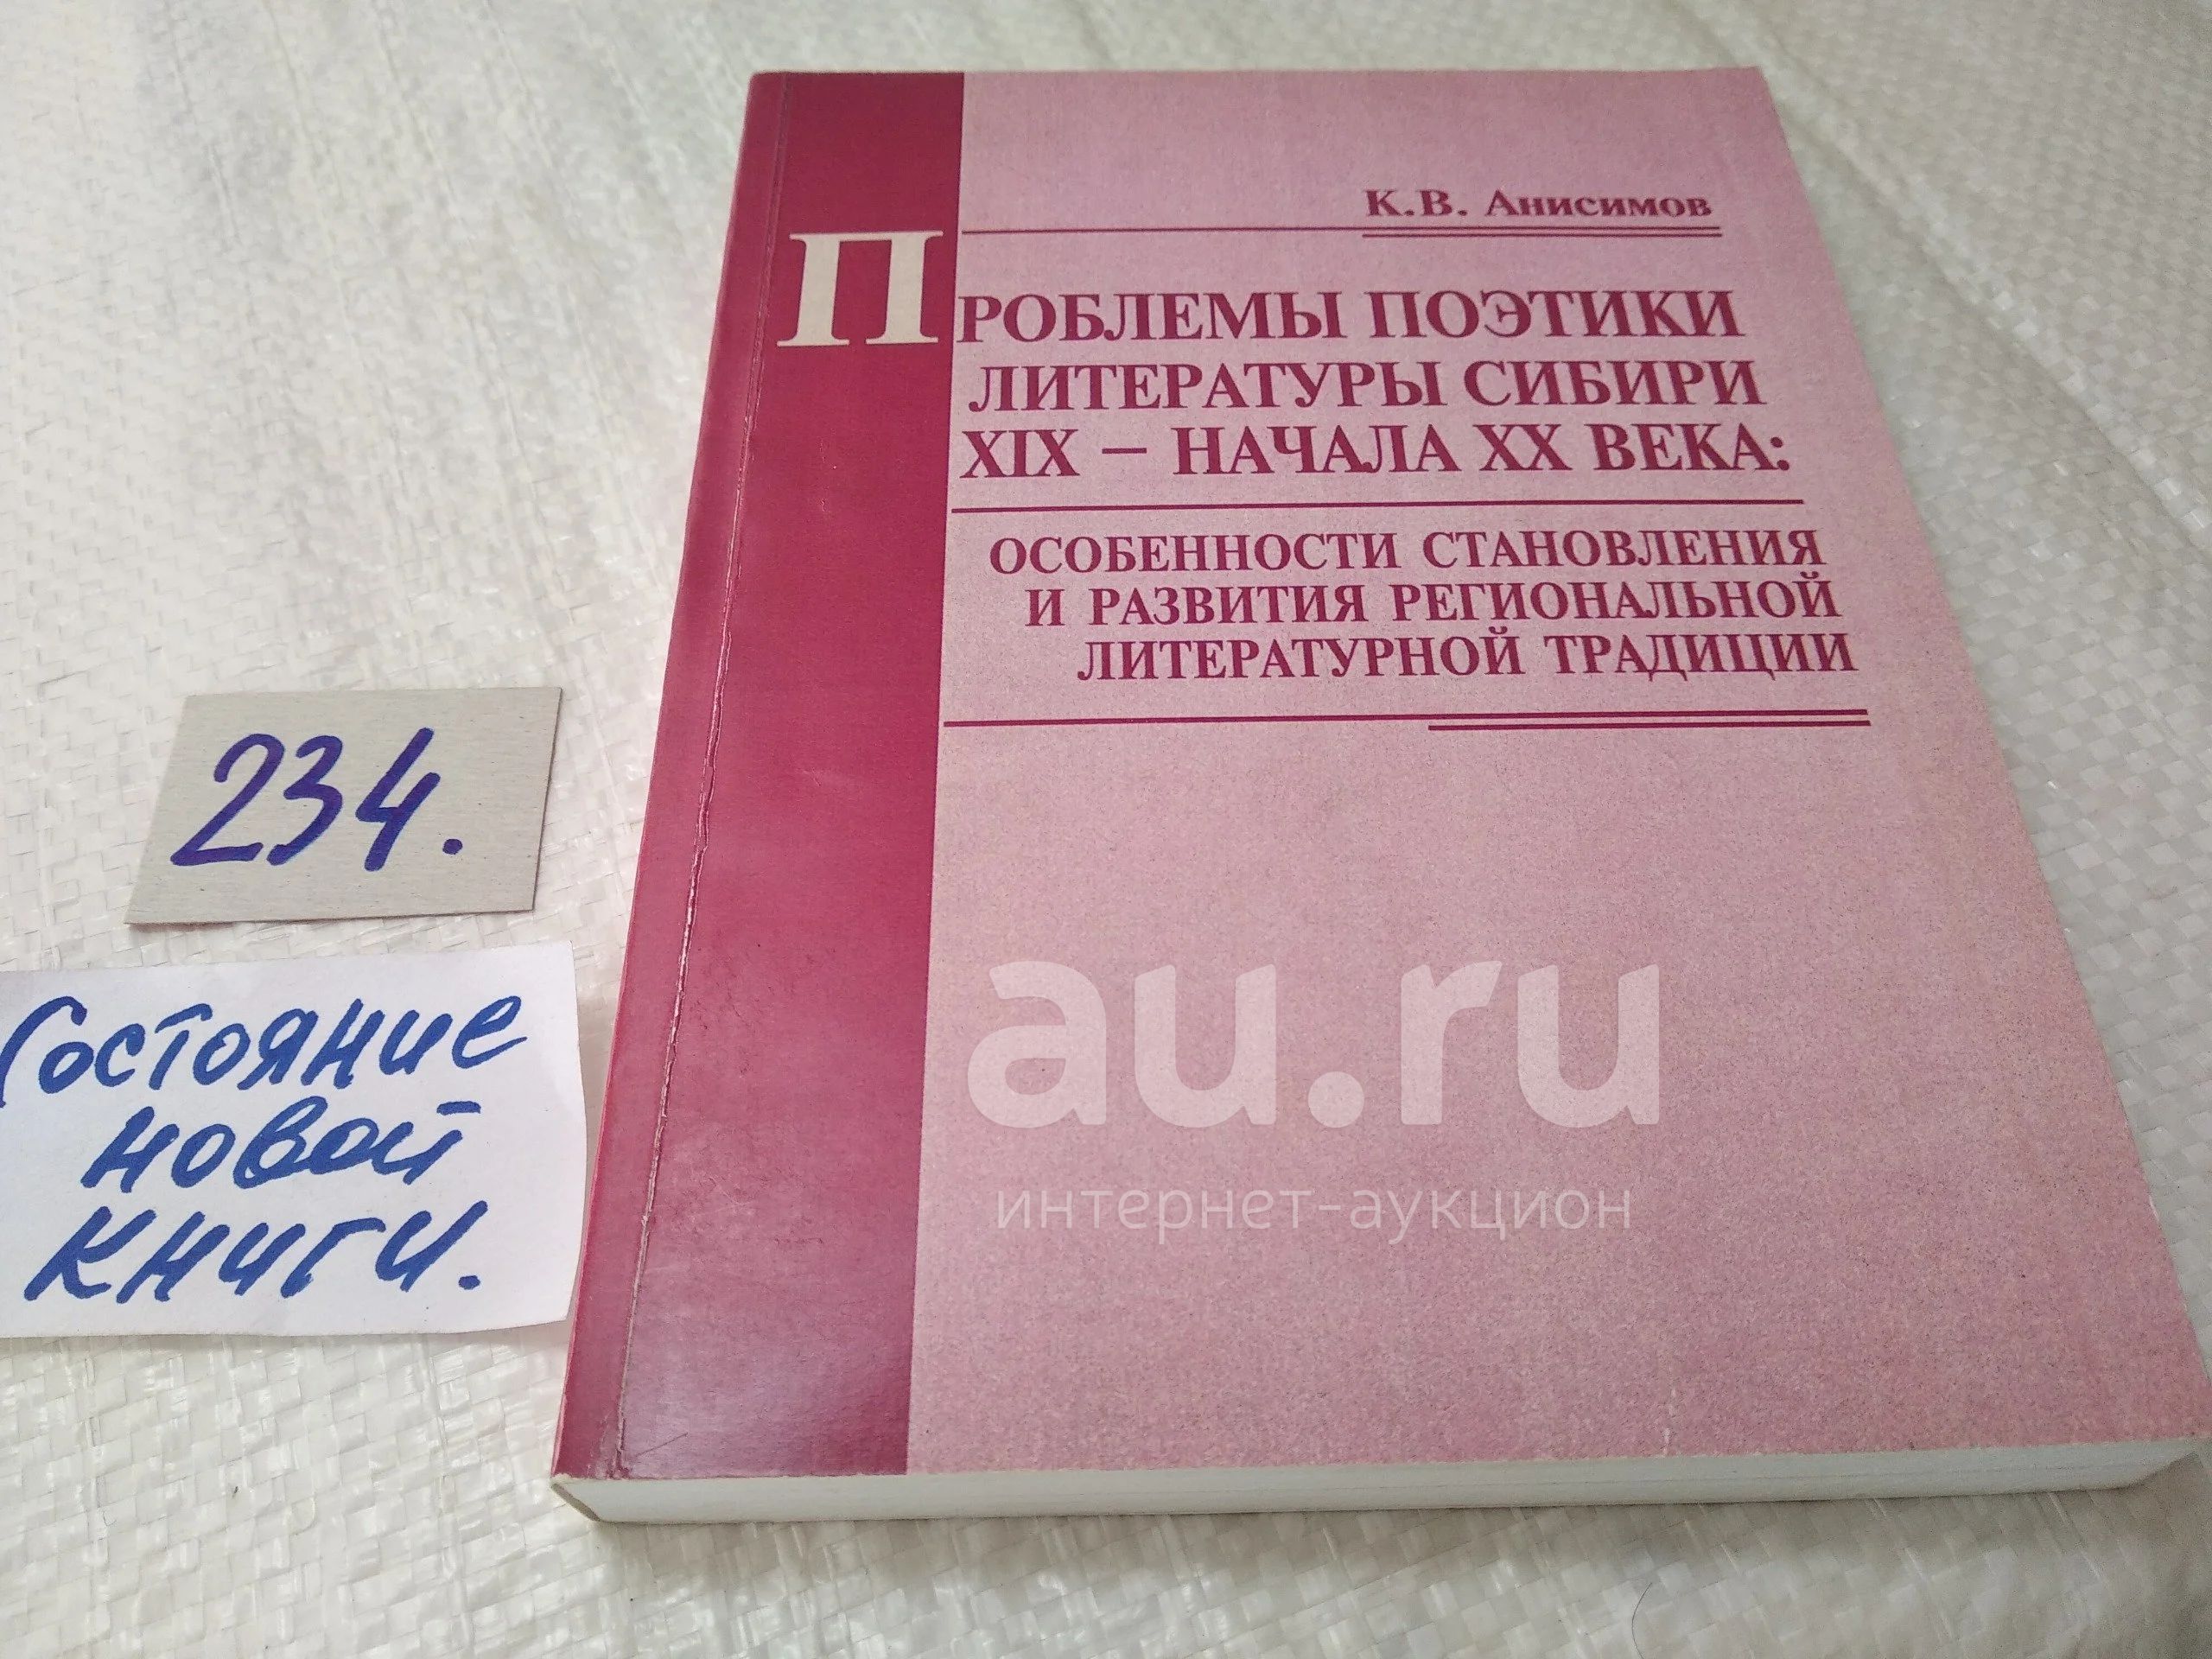 К.В. Анисимов
ПРОБЛЕМЫ ПОЭТИКИ
ЛИТЕРАТУРЫ СИБИРИ
XIX – НАЧАЛА XX ВЕКА:
ОСОБЕННОСТИ СТАНОВЛЕНИЯ
И РАЗВИТИЯ РЕГИОНАЛЬНОЙ
ЛИТЕРАТУРНОЙ ТРАДИЦИИ
234.
Состояние
новой
книги.
au.ru
интернет-аукцион